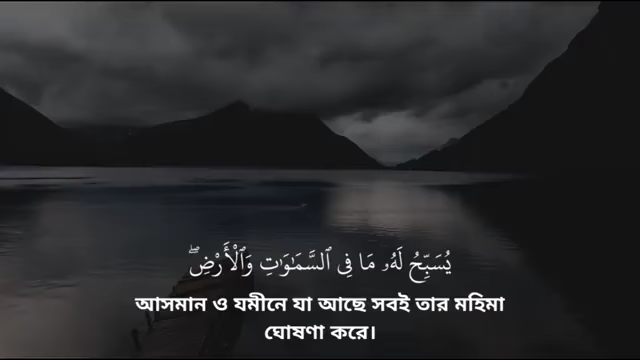 يُسَبِّحُ لَهُۥ مَا فِى ٱلسَّمَـٰوَٰتِ وَٱلْأَرْضِ ۖ
আসমান ও যমীনে যা আছে সবই তার মহিমা
ঘোষণা করে।